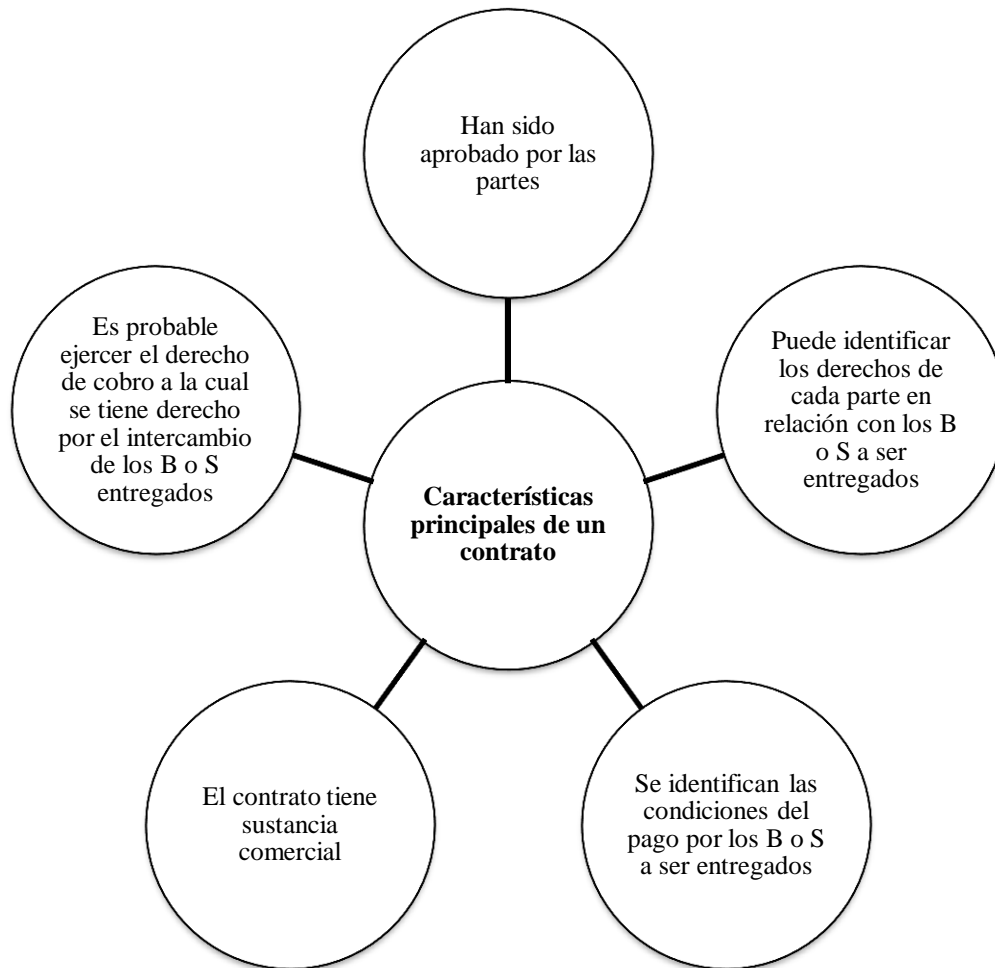 Han sido
aprobado por las
partes
Puede identificar
los derechos de
cada parte en
relación con los B
o S a ser
entregados
Se identifican las
condiciones del
pago por los B o S
a ser entregados
El contrato tiene
sustancia
comercial
Es probable
ejercer el derecho
de cobro a la cual
se tiene derecho
por el intercambio
de los B o S
entregados
Característícas
principales de un
contrato